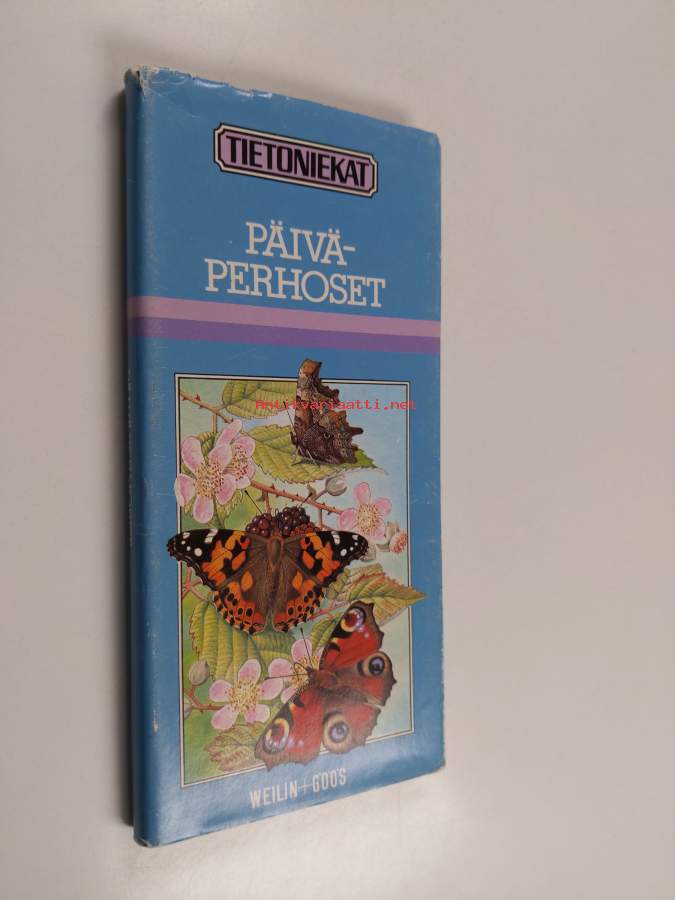 TIETONIEKAT
PÄIVÄ-
PERHOSET
antikvariaatti.net
WEILIN+GÖÖS